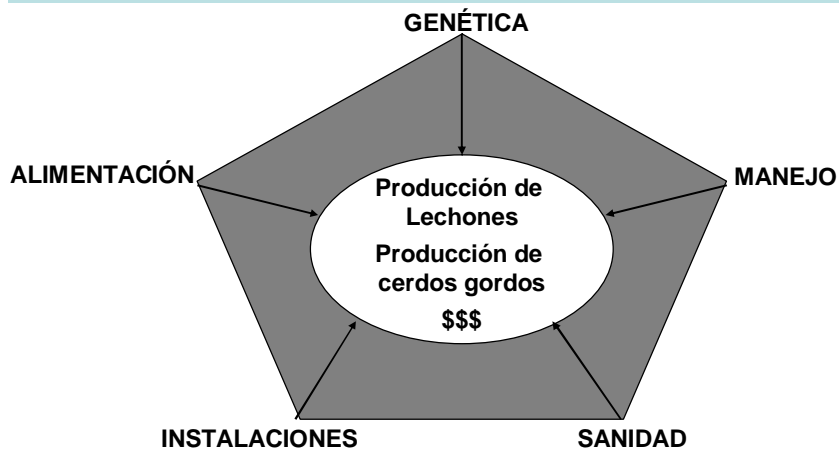 GENÉTICA
ALIMENTACIÓN
MANEJO
Producción de
Lechones
Producción de
cerdos gordos
$$$
INSTALACIONES
SANIDAD